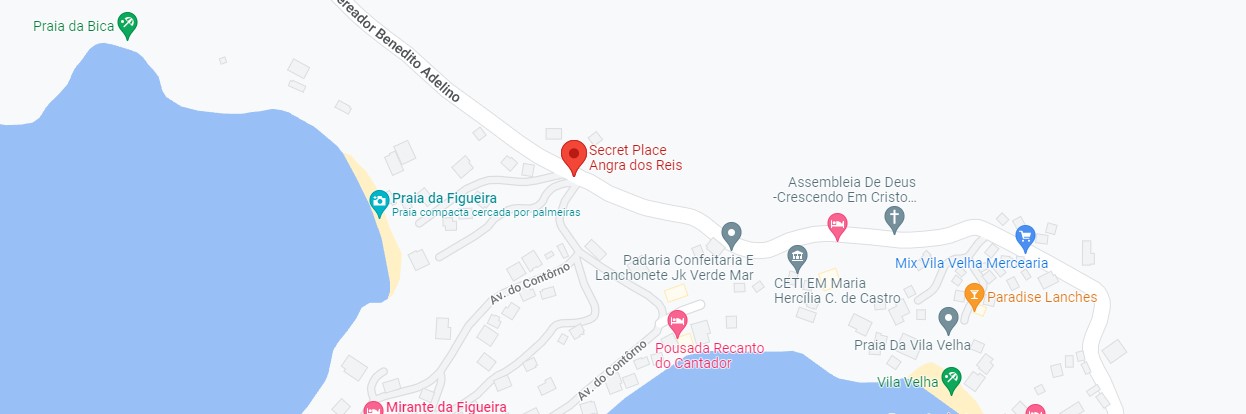 Praia da Bica
ereador Benedito Adelino
Secret Place
Angra dos Reis
Assembleia De Deus
-Crescendo Em Cristo...
Praia da Figueira
Praia compacta cercada por palmeiras
Padaria Confeitaria E
Lanchonete Jk Verde Mar
Mix Vila Velha Mercearia
Av. do Contôrno
CETI EM Maria
Hercília C. de Castro
Paradise Lanches
Praia Da Vila Velha
Pousada Recanto
do Cantador
Av. do Contôrno
Vila Velha
Mirante da Figueira